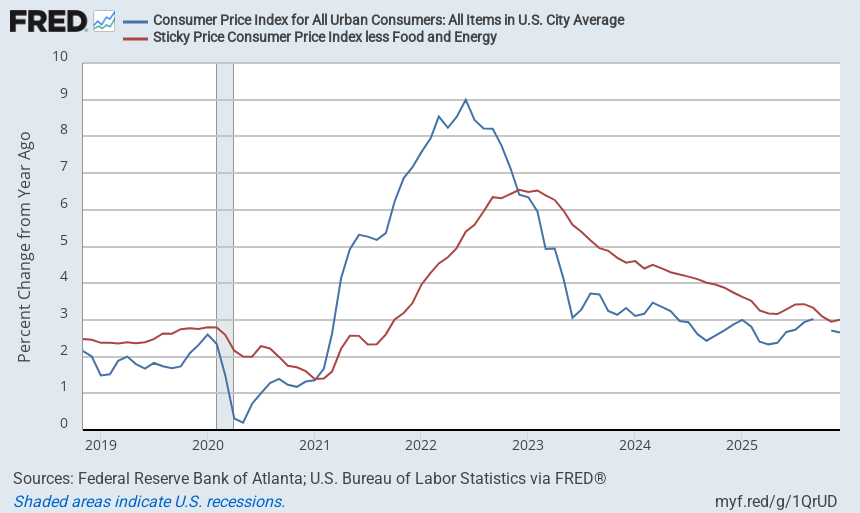 FRED
Consumer Price Index for All Urban Consumers: All Items in U.S. City Average
Sticky Price Consumer Price Index less Food and Energy
Percent Change from Year Ago
10
9
8
7
6
5
4
3
2
1
0
2019 2020 2021 2022 2023 2024 2025
Sources: Federal Reserve Bank of Atlanta; U.S. Bureau of Labor Statistics via FRED®
Shaded areas indicate U.S. recessions.
myf.red/g/1QrUD